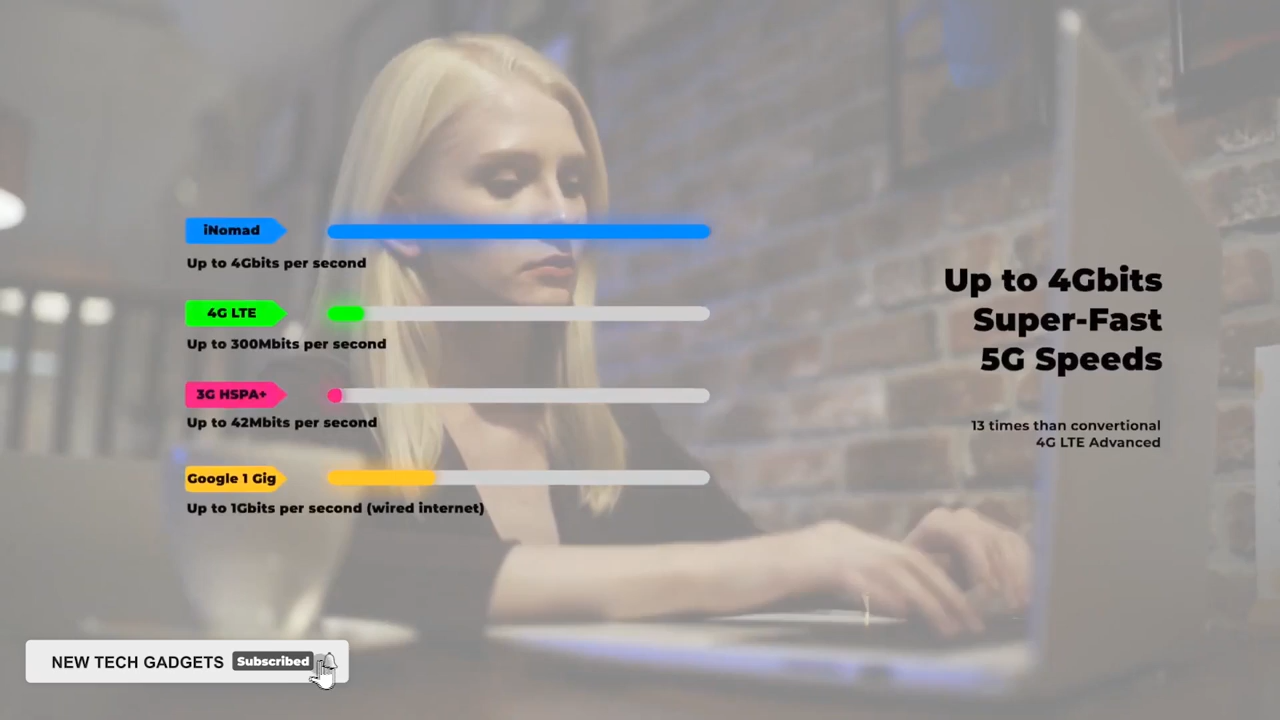 iNomad
Up to 4Gbits per second
4G LTE
Up to 300Mbits per second
3G HSPA+
Up to 42Mbits per second
Google 1 Gig
Up to 1Gbits per second (wired internet)
Up to 4Gbits
Super-Fast
5G Speeds
13 times than convertional
4G LTE Advanced
NEW TECH GADGETS Subscribed